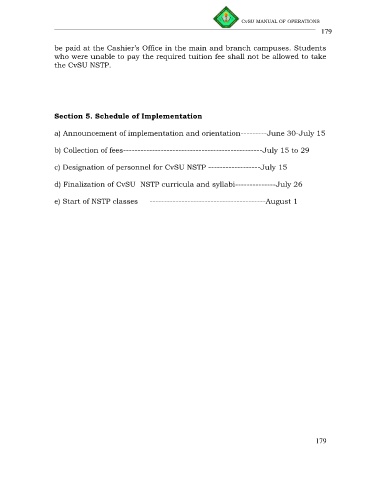 CvSU MANUAL OF OPERATIONS
179
be paid at the Cashier's Office in the main and branch campuses. Students
who were unable to pay the required tuition fee shall not be allowed to take
the CvSU NSTP.
Section 5. Schedule of Implementation
a) Announcement of implementation and orientation---------June 30-July 15
b) Collection of fees------------------------------------------------July 15 to 29
c) Designation of personnel for CvSU NSTP ------------------July 15
d) Finalization of CvSU NSTP curricula and syllabi--------------July 26
e) Start of NSTP classes ----------------------------------------August 1
179